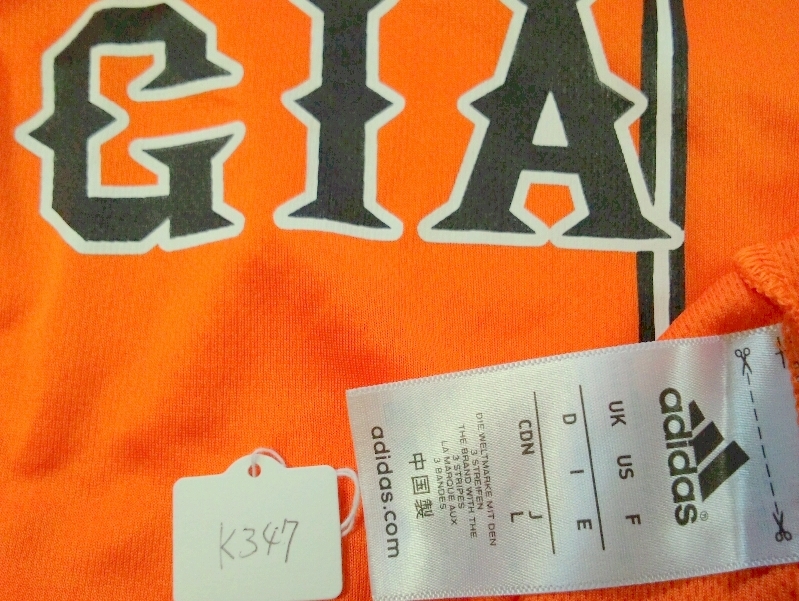 GIA
K347
adidas®
UK US F
D I E
CDN J
L
DIE WELTMARKE MIT DEN
3 STREIFEN
THE BRAND WITH THE
3 STRIPES
LA MARQUE AUX
3 BANDES
中国製
adidas.com